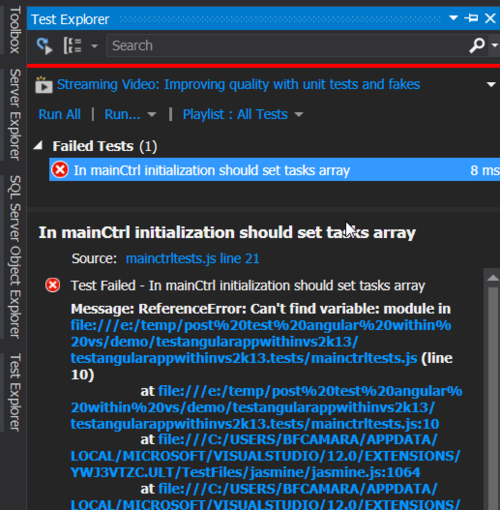 Test Explorer
Search
Streaming Video: Improving quality with unit tests and fakes
Run All | Run... | Playlist : All Tests
Failed Tests (1)
In mainCtrl initialization should set tasks array 8 ms
In mainCtrl initialization should set tasks array
Source: mainctrltests.js line 21
Test Failed - In mainCtrl initialization should set tasks array
Message: ReferenceError: Can't find variable: module in
file:///e:/temp/post%20test%20angular%20within%
20vs/demo/testangularappwithinvs2k13/
testangularappwithinvs2k13.tests/mainctrltests.js (line
10)
at file:///e:/temp/post%20test%20angular%
20within%20vs/demo/testangularappwithinvs2k13/
testangularappwithinvs2k13.tests/mainctrltests.js:10
at file:///C:/USERS/BFCAMARA/APPDATA/
LOCAL/MICROSOFT/VISUALSTUDIO/12.0/EXTENSIONS/
YWJ3VTZC.ULT/TestFiles/jasmine/jasmine.js:1064
at file:///C:/USERS/BFCAMARA/APPDATA/
LOCAL/MICROSOFT/VISUALSTUDIO/12.0/EXTENSIONS/
Toolbox
Server Explorer
SQL Server Object Explorer
Test Explorer